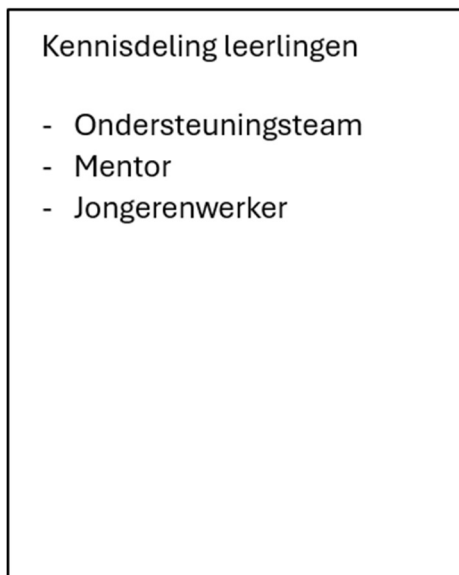 Kennisdeling leerlingen
- Ondersteuningsteam
- Mentor
- Jongerenwerker